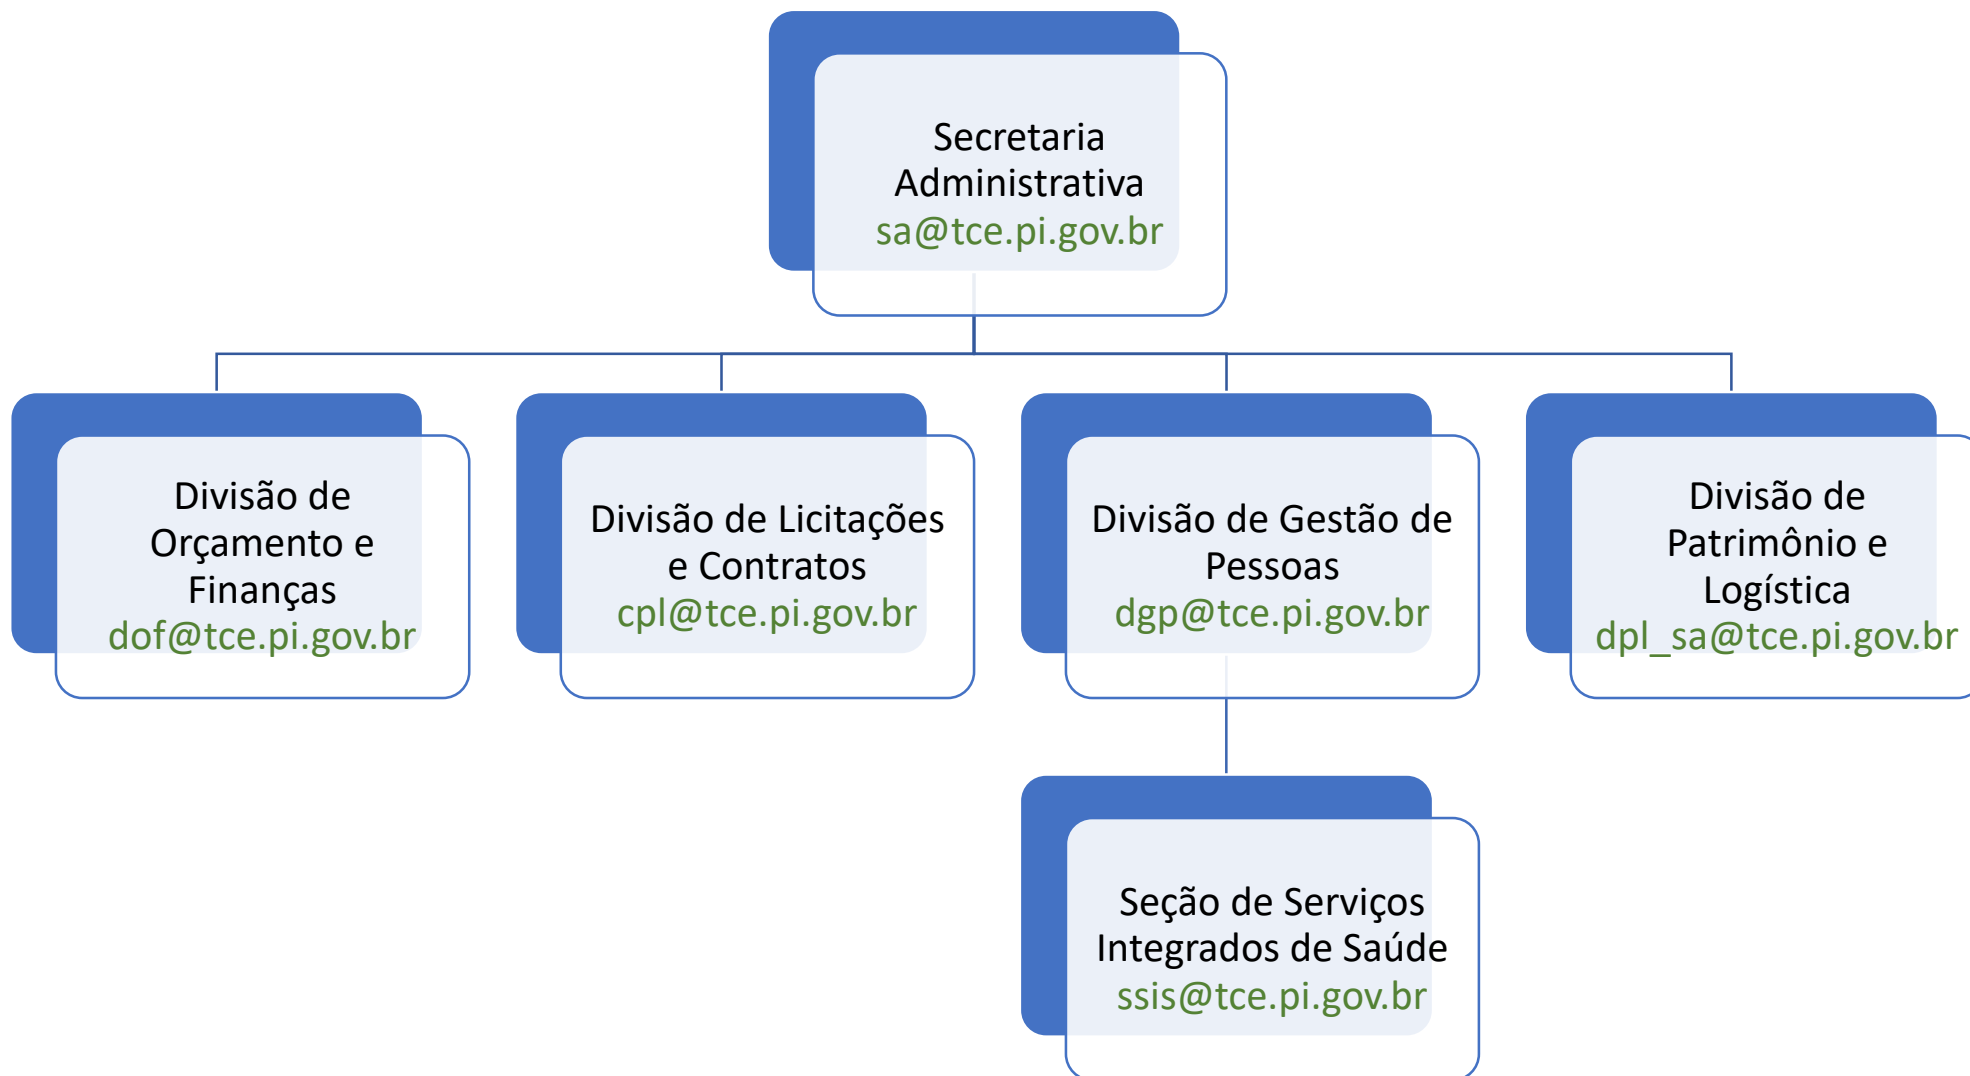 Secretaria
Administrativa
sa@tce.pi.gov.br
Divisão de
Orçamento e
Finanças
dof@tce.pi.gov.br
Divisão de Licitações
e Contratos
cpl@tce.pi.gov.br
Divisão de Gestão de
Pessoas
dgp@tce.pi.gov.br
Divisão de
Patrimônio e
Logística
dpl_sa@tce.pi.gov.br
Seção de Serviços
Integrados de Saúde
ssis@tce.pi.gov.br